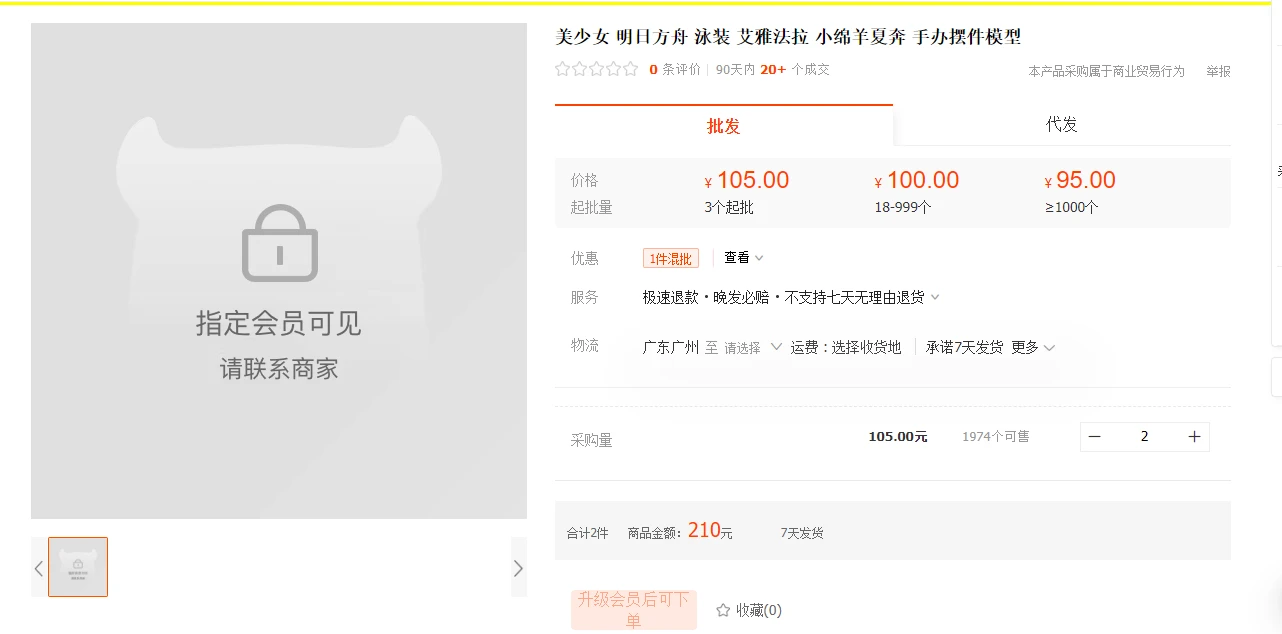 美少女 明日方舟 泳装 艾雅法拉 小绵羊夏奔 手办摆件模型
0 条评价 90天内 20+ 个成交 本产品采购属于商业贸易行为 举报
批发 代发
价格 ¥105.00 ¥100.00 ¥95.00
起批量 3个起批 18-999个 ≥1000个
指定会员可见
请联系商家
优惠 1件混批 查看
服务 极速退款·晚发必赔·不支持七天无理由退货
物流 广东广州 至 请选择 运费:选择收货地 承诺7天发货 更多
采购量 105.00元 1974个可售 2
合计2件 商品金额: 210元 7天发货
升级会员后可下
单
收藏(0)